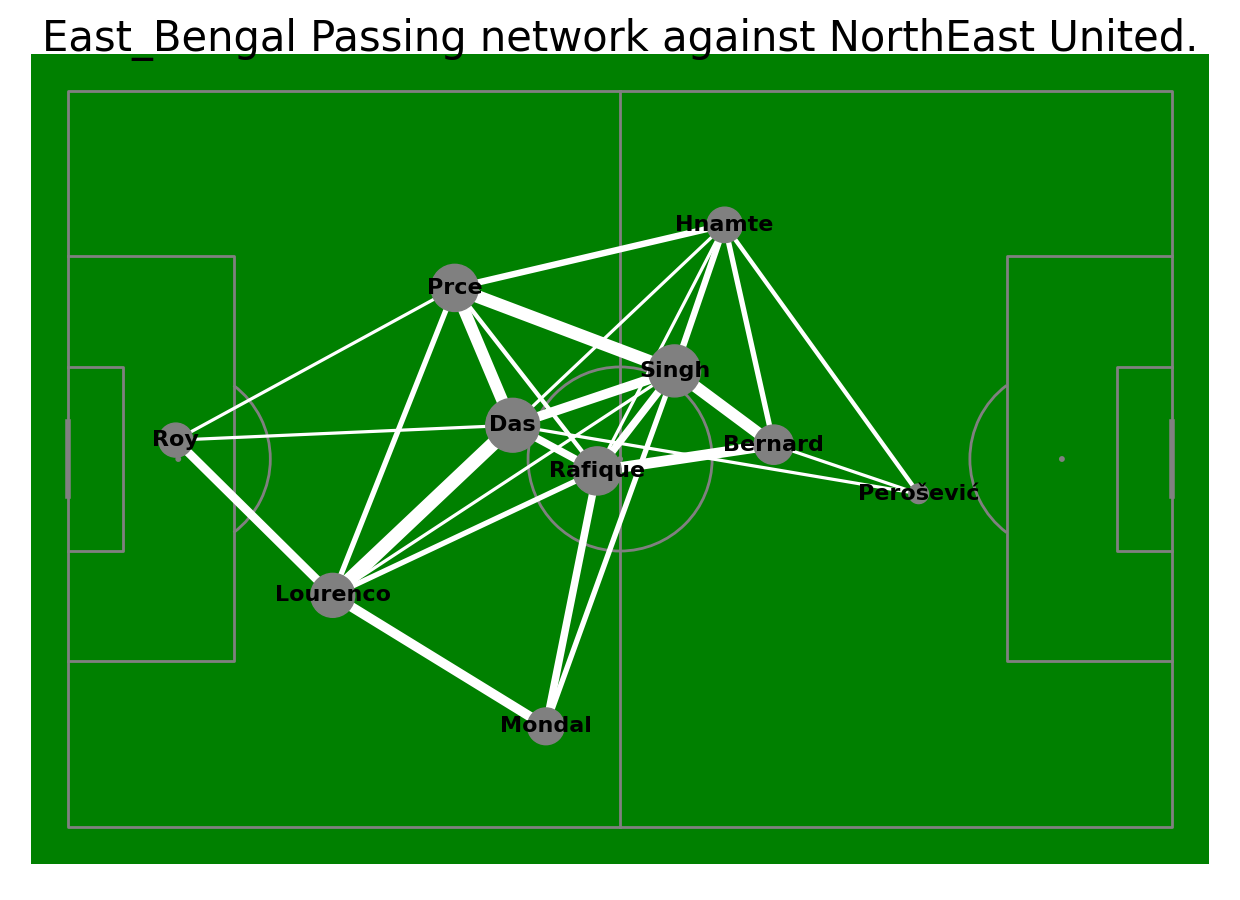 East_Bengal Passing network against NorthEast United.
Hnamte
Prce
Singh
Das
Roy
Bernard
Rafique
Perošević
Lourenco
Mondal